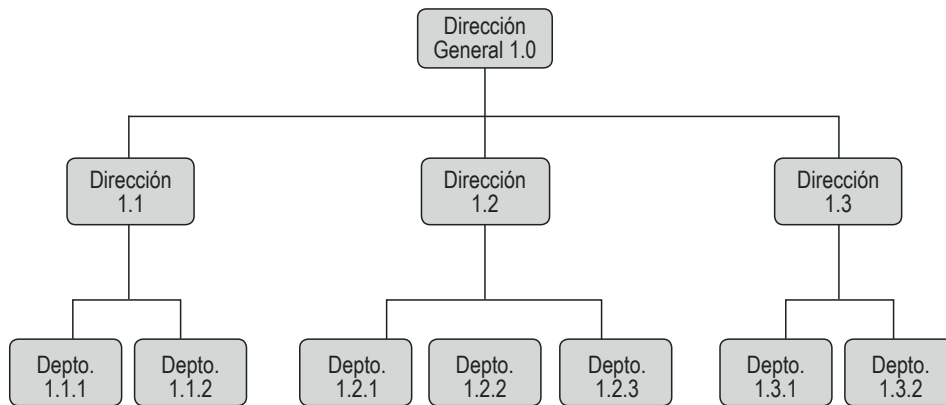 Dirección
General 1.0
Dirección
1.1
Dirección
1.2
Dirección
1.3
Depto.
1.1.1
Depto.
1.1.2
Depto.
1.2.1
Depto.
1.2.2
Depto.
1.2.3
Depto.
1.3.1
Depto.
1.3.2